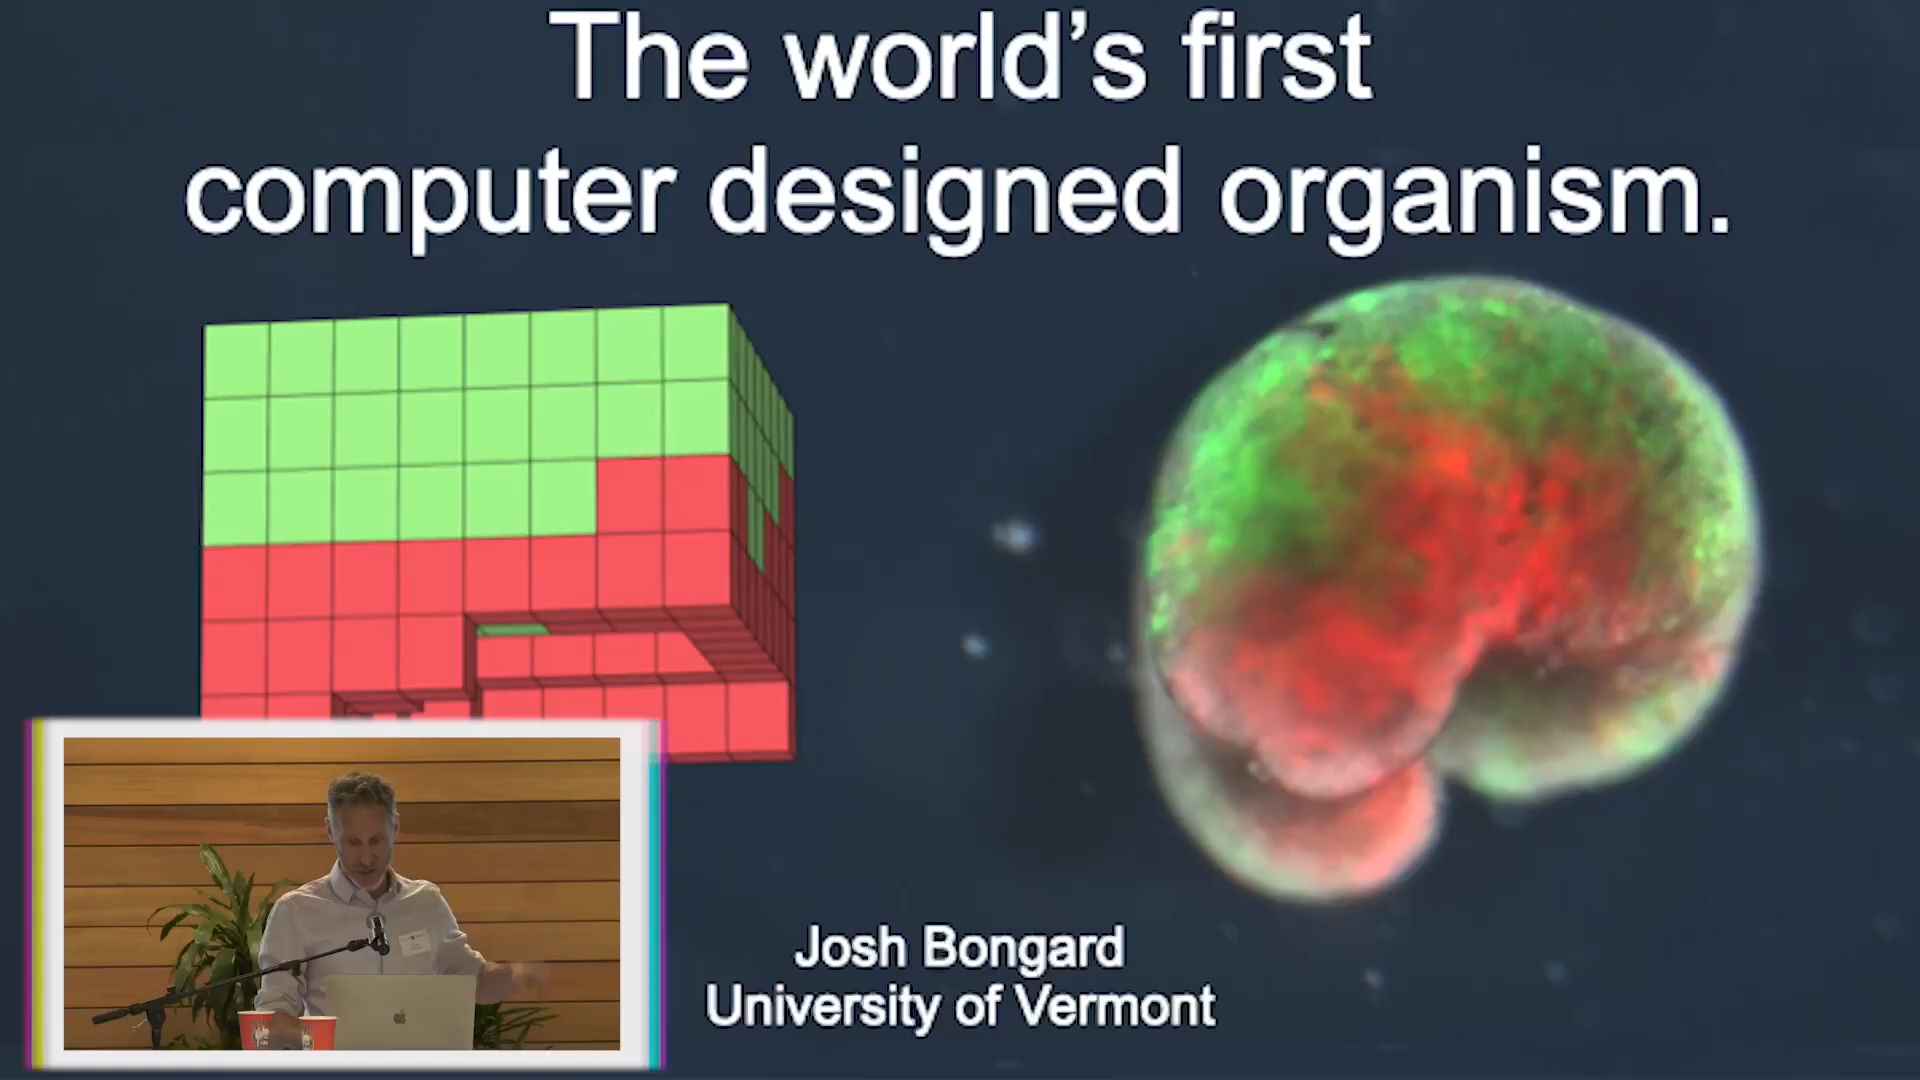 The world’s first
computer designed organism.
Josh Bongard
University of Vermont